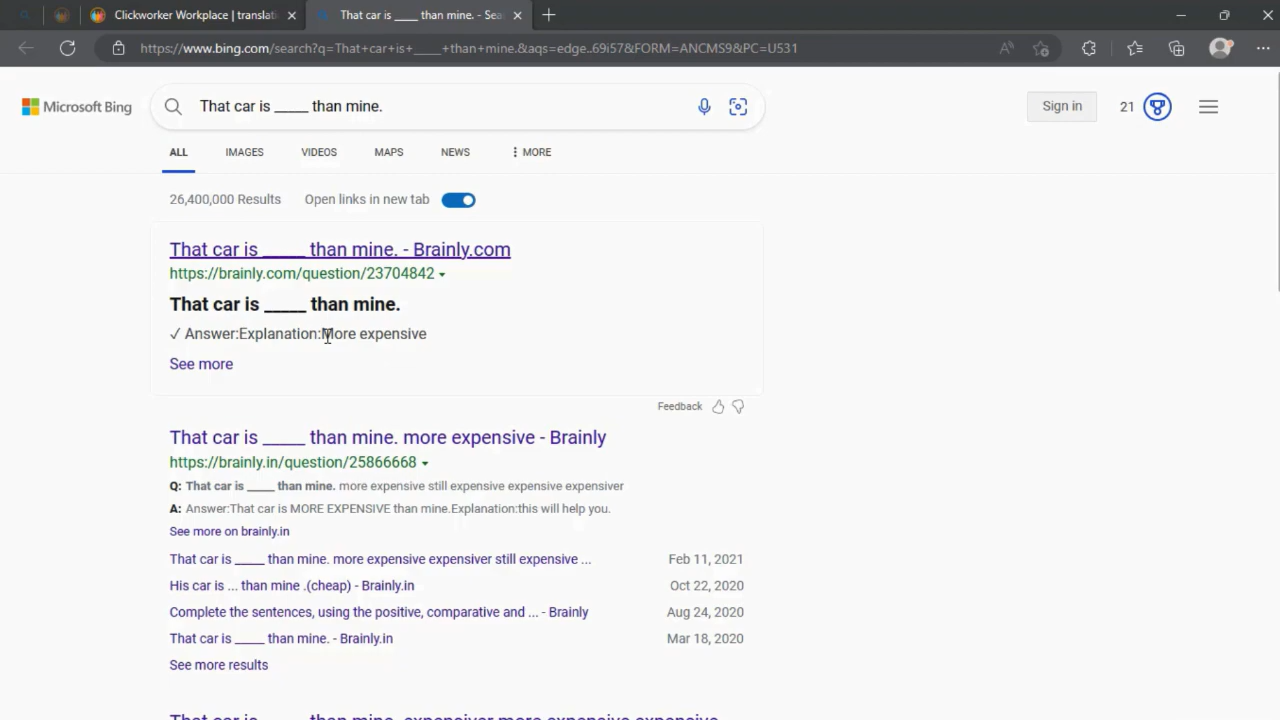 Clickworker Workplace | translati
That car is ____ than mine. - Sea
https://www.bing.com/search?q=That+car+is+____+than+mine.&aqs=edge..69i57&FORM=ANCMS9&PC=U531
Microsoft Bing
That car is _____ than mine.
Sign in
21
ALL
IMAGES
VIDEOS
MAPS
NEWS
MORE
26,400,000 Results
Open links in new tab
That car is _____ than mine. - Brainly.com
https://brainly.com/question/23704842
That car is _____ than mine.
✓ Answer:Explanation:More expensive
See more
Feedback
That car is _____ than mine. more expensive - Brainly
https://brainly.in/question/25866668
Q: That car is _____ than mine. more expensive still expensive expensive expensiver
A: Answer:That car is MORE EXPENSIVE than mine.Explanation:this will help you.
See more on brainly.in
That car is _____ than mine. more expensive expensiver still expensive ...
Feb 11, 2021
His car is ... than mine .(cheap) - Brainly.in
Oct 22, 2020
Complete the sentences, using the positive, comparative and ... - Brainly
Aug 24, 2020
That car is _____ than mine. - Brainly.in
Mar 18, 2020
See more results
That car is _____ than mine. expensiver more expensive expensive